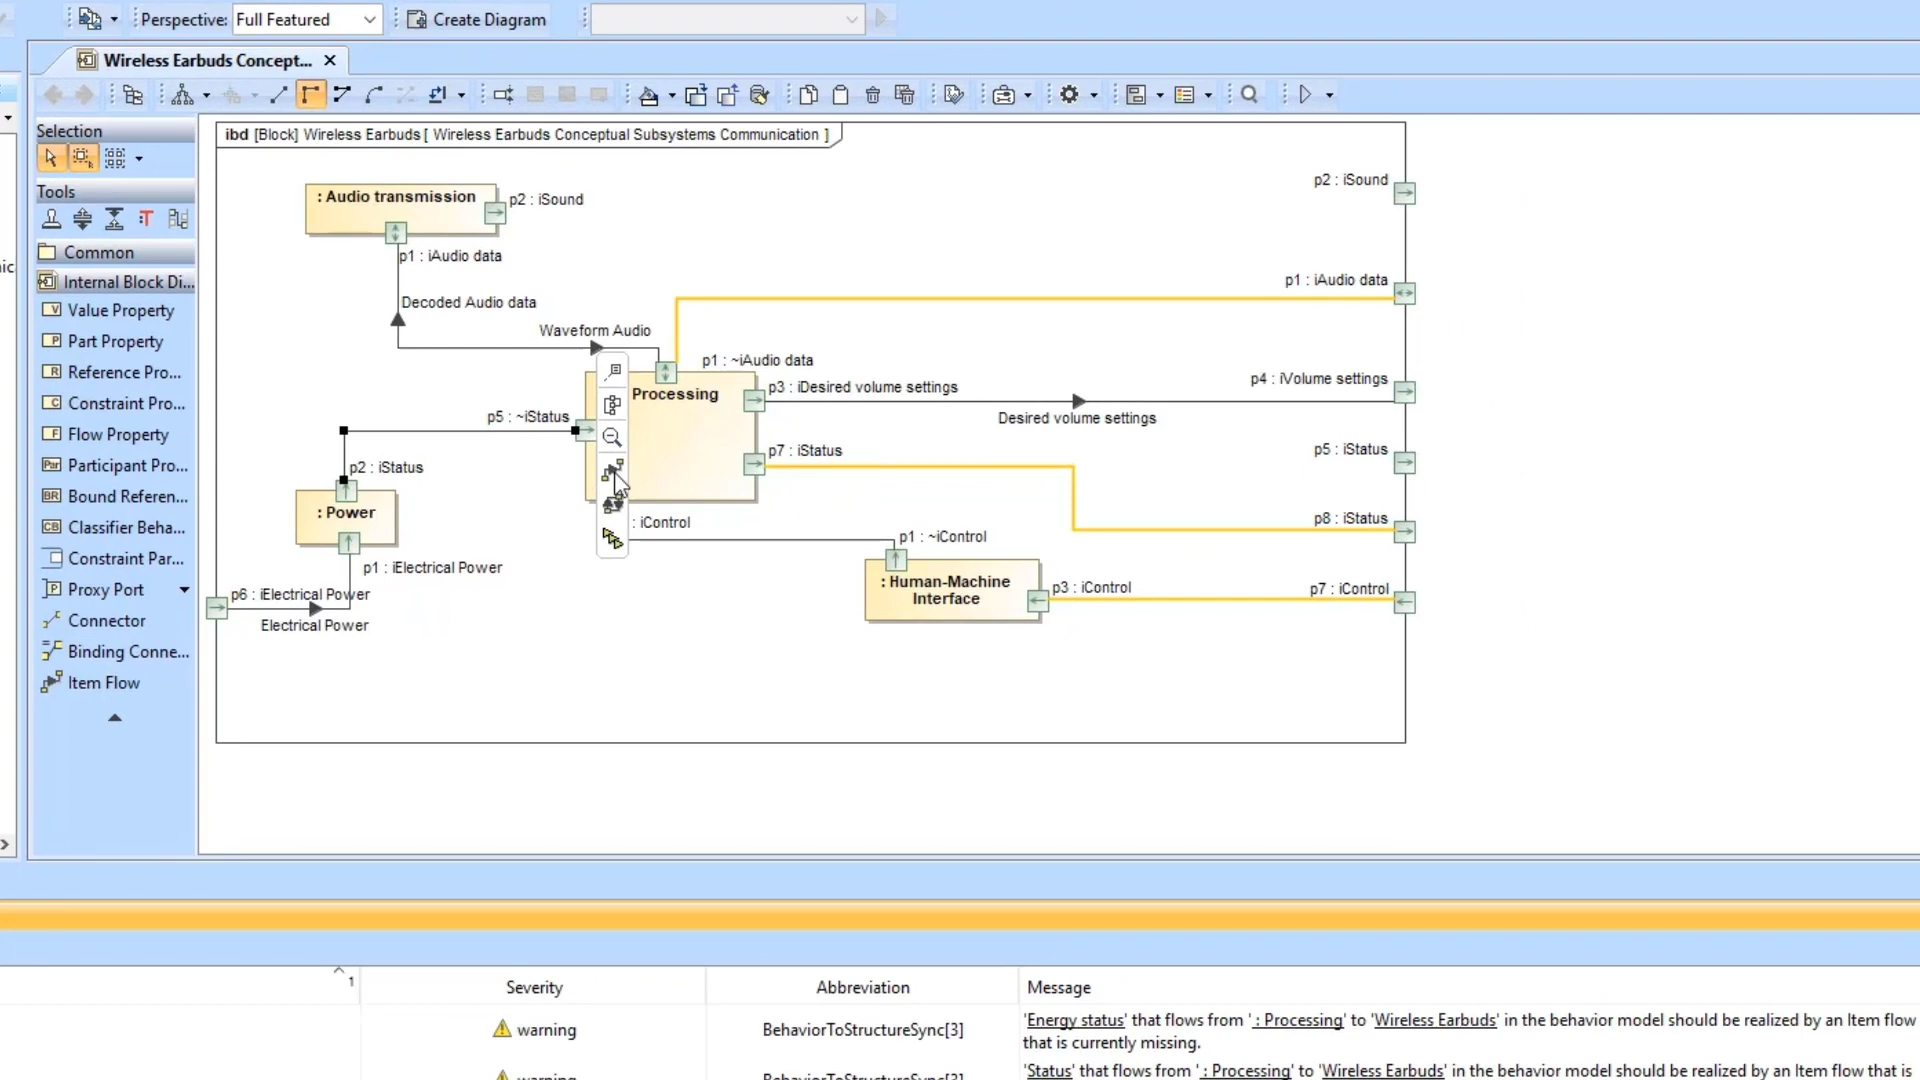 Perspective: Full Featured Create Diagram
Wireless Earbuds Concept...
Selection
Tools
Common
Internal Block Di...
Value Property
Part Property
Reference Pro...
Constraint Pro...
Flow Property
Participant Pro...
Bound Referen...
Classifier Beha...
Constraint Par...
Proxy Port
Connector
Binding Conne...
Item Flow
ibd [Block] Wireless Earbuds [ Wireless Earbuds Conceptual Subsystems Communication ]
: Audio transmission
p2 : iSound
p2 : iSound
p1 : iAudio data
p1 : iAudio data
Decoded Audio data
Waveform Audio
p1 : ~iAudio data
Processing
p3 : iDesired volume settings
p4 : iVolume settings
Desired volume settings
p5 : ~iStatus
p7 : iStatus
p5 : iStatus
p2 : iStatus
: Power
p8 : iStatus
: iControl
p1 : ~iControl
p1 : iElectrical Power
: Human-Machine
Interface
p3 : iControl
p7 : iControl
p6 : iElectrical Power
Electrical Power
1
Severity Abbreviation Message
warning BehaviorToStructureSync[3] 'Energy status' that flows from ' : Processing' to 'Wireless Earbuds' in the behavior model should be realized by an Item flow
that is currently missing.
warning BehaviorToStructureSync[3] 'Status' that flows from ' : Processing' to 'Wireless Earbuds' in the behavior model should be realized by an Item flow that is